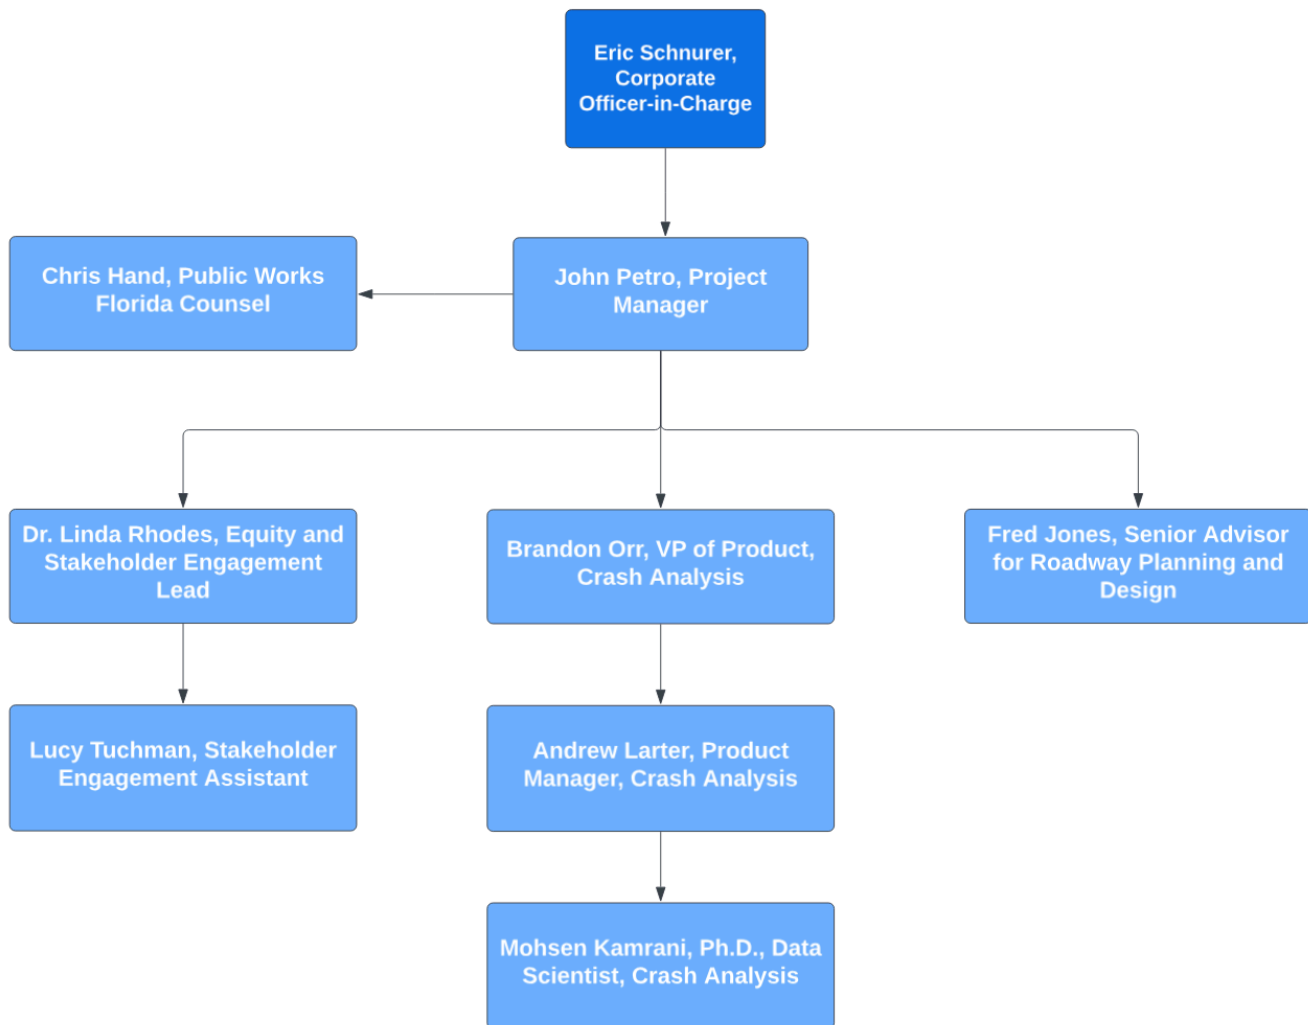 Eric Schnurer,
Corporate
Officer-in-Charge
Chris Hand, Public Works
Florida Counsel
John Petro, Project
Manager
Dr. Linda Rhodes, Equity and
Stakeholder Engagement
Lead
Brandon Orr, VP of Product,
Crash Analysis
Fred Jones, Senior Advisor
for Roadway Planning and
Design
Lucy Tuchman, Stakeholder
Engagement Assistant
Andrew Larter, Product
Manager, Crash Analysis
Mohsen Kamrani, Ph.D., Data
Scientist, Crash Analysis